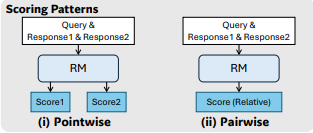 Scoring Patterns
Query &
Response1 & Response2
RM
Score1
Score2
(i) Pointwise
Query &
Response1 & Response2
RM
Score (Relative)
(ii) Pairwise